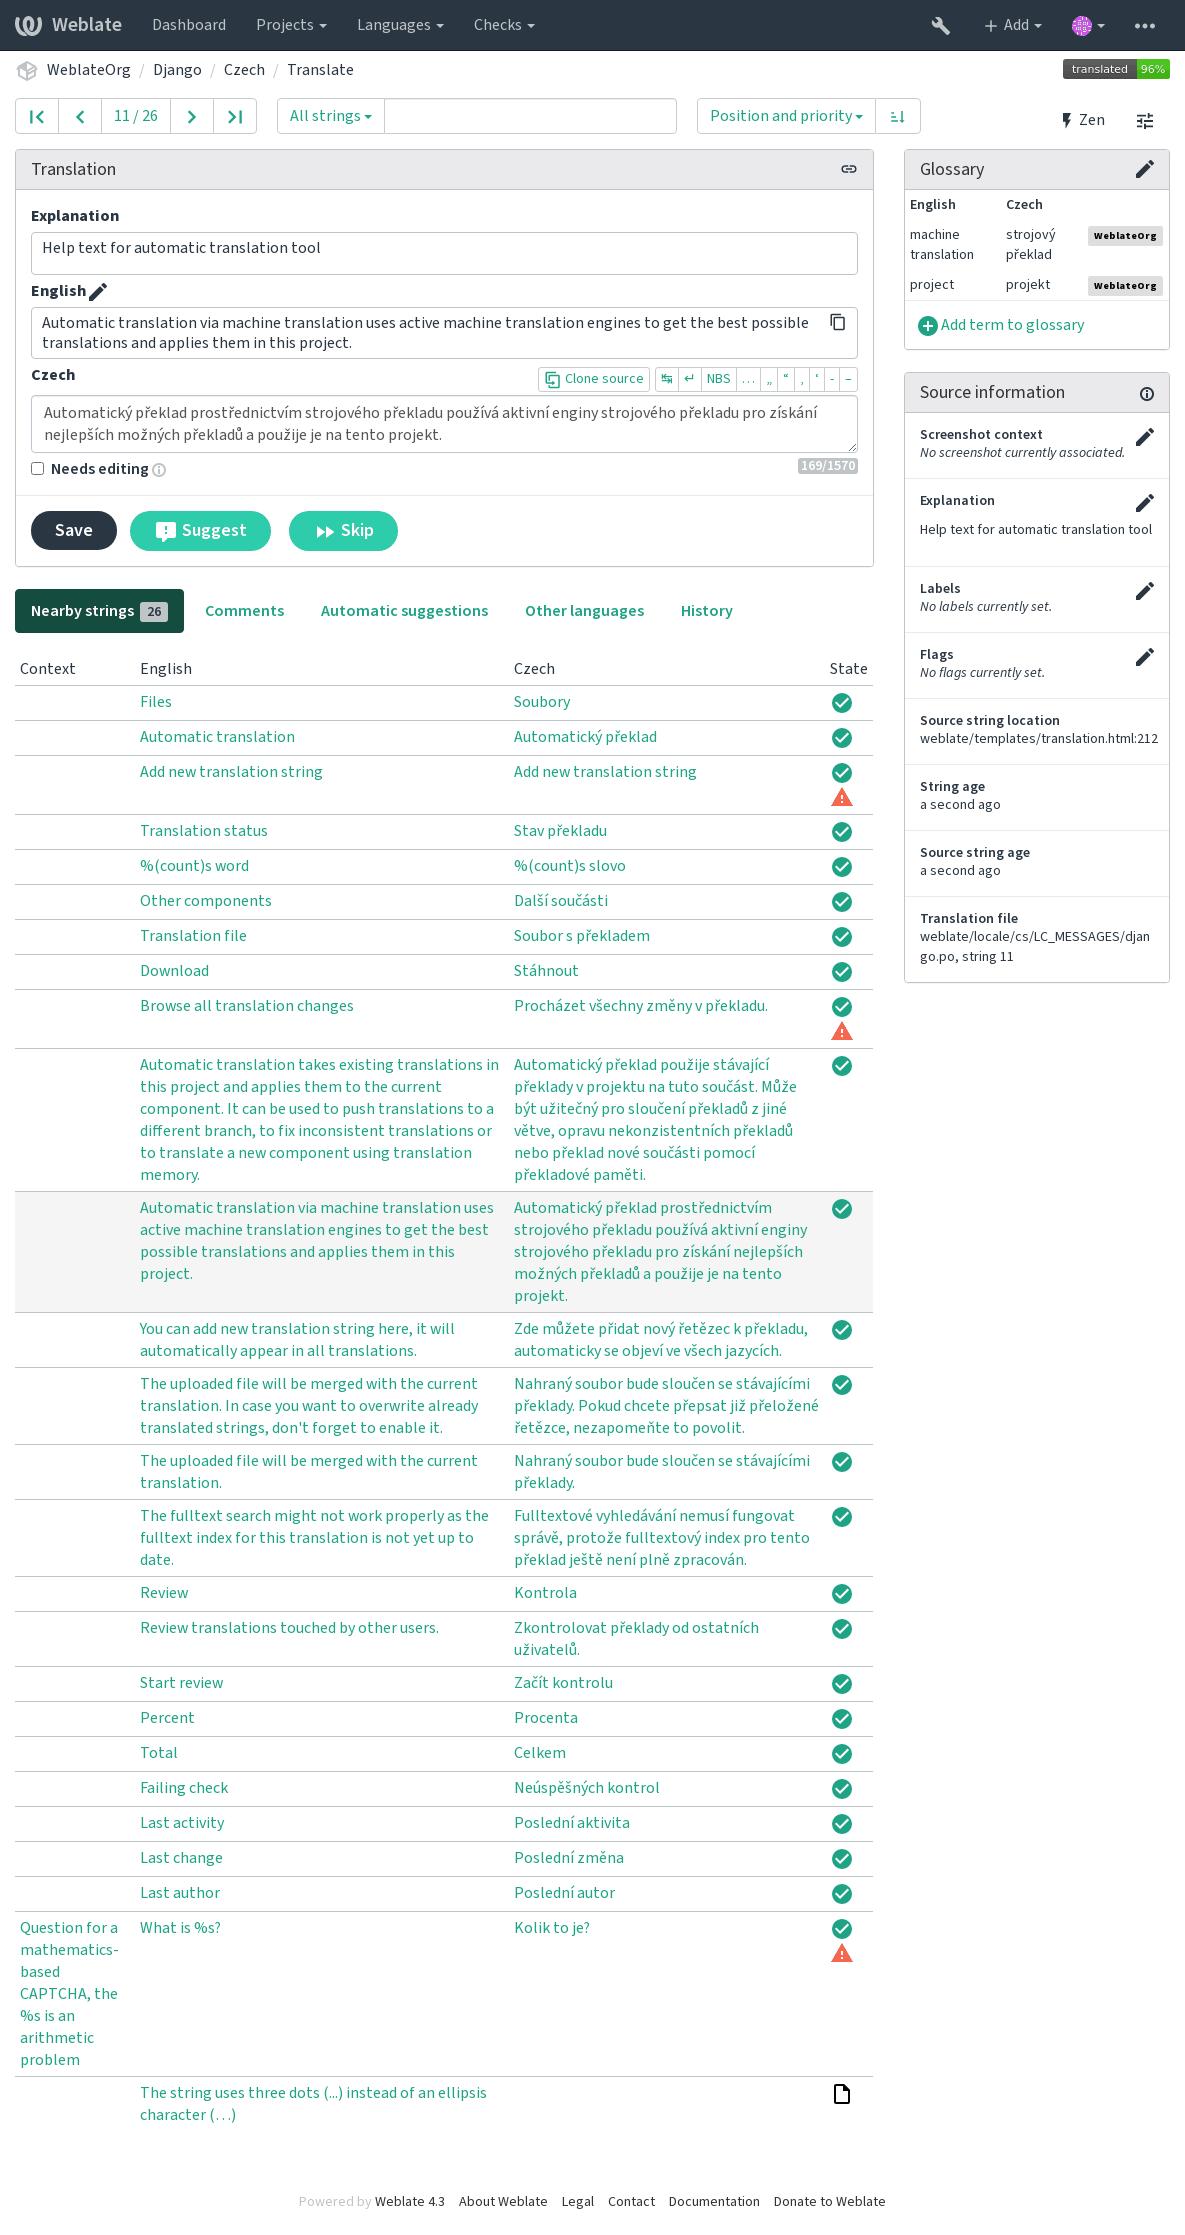 Weblate Dashboard Projects Languages Checks Add
WeblateOrg / Django / Czech / Translate translated 96%
11 / 26 All strings Position and priority Zen
Translation
Explanation
Help text for automatic translation tool
English
Automatic translation via machine translation uses active machine translation engines to get the best possible
translations and applies them in this project.
Czech Clone source ↹ ↵ NBS … „ “ ‚ ‘ - –
Automatický překlad prostřednictvím strojového překladu používá aktivní enginy strojového překladu pro získání
nejlepších možných překladů a použije je na tento projekt.
Needs editing 169/1570
Save Suggest Skip
Glossary
English Czech
machine translation strojový překlad WeblateOrg
project projekt WeblateOrg
Add term to glossary
Source information
Screenshot context
No screenshot currently associated.
Explanation
Help text for automatic translation tool
Labels
No labels currently set.
Flags
No flags currently set.
Source string location
weblate/templates/translation.html:212
String age
a second ago
Source string age
a second ago
Translation file
weblate/locale/cs/LC_MESSAGES/djan
go.po, string 11
Nearby strings 26 Comments Automatic suggestions Other languages History
Context English Czech State
Files Soubory
Automatic translation Automatický překlad
Add new translation string Add new translation string
Translation status Stav překladu
%(count)s word %(count)s slovo
Other components Další součásti
Translation file Soubor s překladem
Download Stáhnout
Browse all translation changes Procházet všechny změny v překladu.
Automatic translation takes existing translations in
this project and applies them to the current
component. It can be used to push translations to a
different branch, to fix inconsistent translations or
to translate a new component using translation
memory.
Automatický překlad použije stávající
překlady v projektu na tuto součást. Může
být užitečný pro sloučení překladů z jiné
větve, opravu nekonzistentních překladů
nebo překlad nové součásti pomocí
překladové paměti.
Automatic translation via machine translation uses
active machine translation engines to get the best
possible translations and applies them in this
project.
Automatický překlad prostřednictvím
strojového překladu používá aktivní enginy
strojového překladu pro získání nejlepších
možných překladů a použije je na tento
projekt.
You can add new translation string here, it will
automatically appear in all translations.
Zde můžete přidat nový řetězec k překladu,
automaticky se objeví ve všech jazycích.
The uploaded file will be merged with the current
translation. In case you want to overwrite already
translated strings, don't forget to enable it.
Nahraný soubor bude sloučen se stávajícími
překlady. Pokud chcete přepsat již přeložené
řetězce, nezapomeňte to povolit.
The uploaded file will be merged with the current
translation.
Nahraný soubor bude sloučen se stávajícími
překlady.
The fulltext search might not work properly as the
fulltext index for this translation is not yet up to
date.
Fulltextové vyhledávání nemusí fungovat
správě, protože fulltextový index pro tento
překlad ještě není plně zpracován.
Review Kontrola
Review translations touched by other users.
Zkontrolovat překlady od ostatních
uživatelů.
Start review Začít kontrolu
Percent Procenta
Total Celkem
Failing check Neúspěšných kontrol
Last activity Poslední aktivita
Last change Poslední změna
Last author Poslední autor
Question for a
mathematics-
based
CAPTCHA, the
%s is an
arithmetic
problem
What is %s? Kolik to je?
The string uses three dots (...) instead of an ellipsis
character (…)
Powered by Weblate 4.3 About Weblate Legal Contact Documentation Donate to Weblate